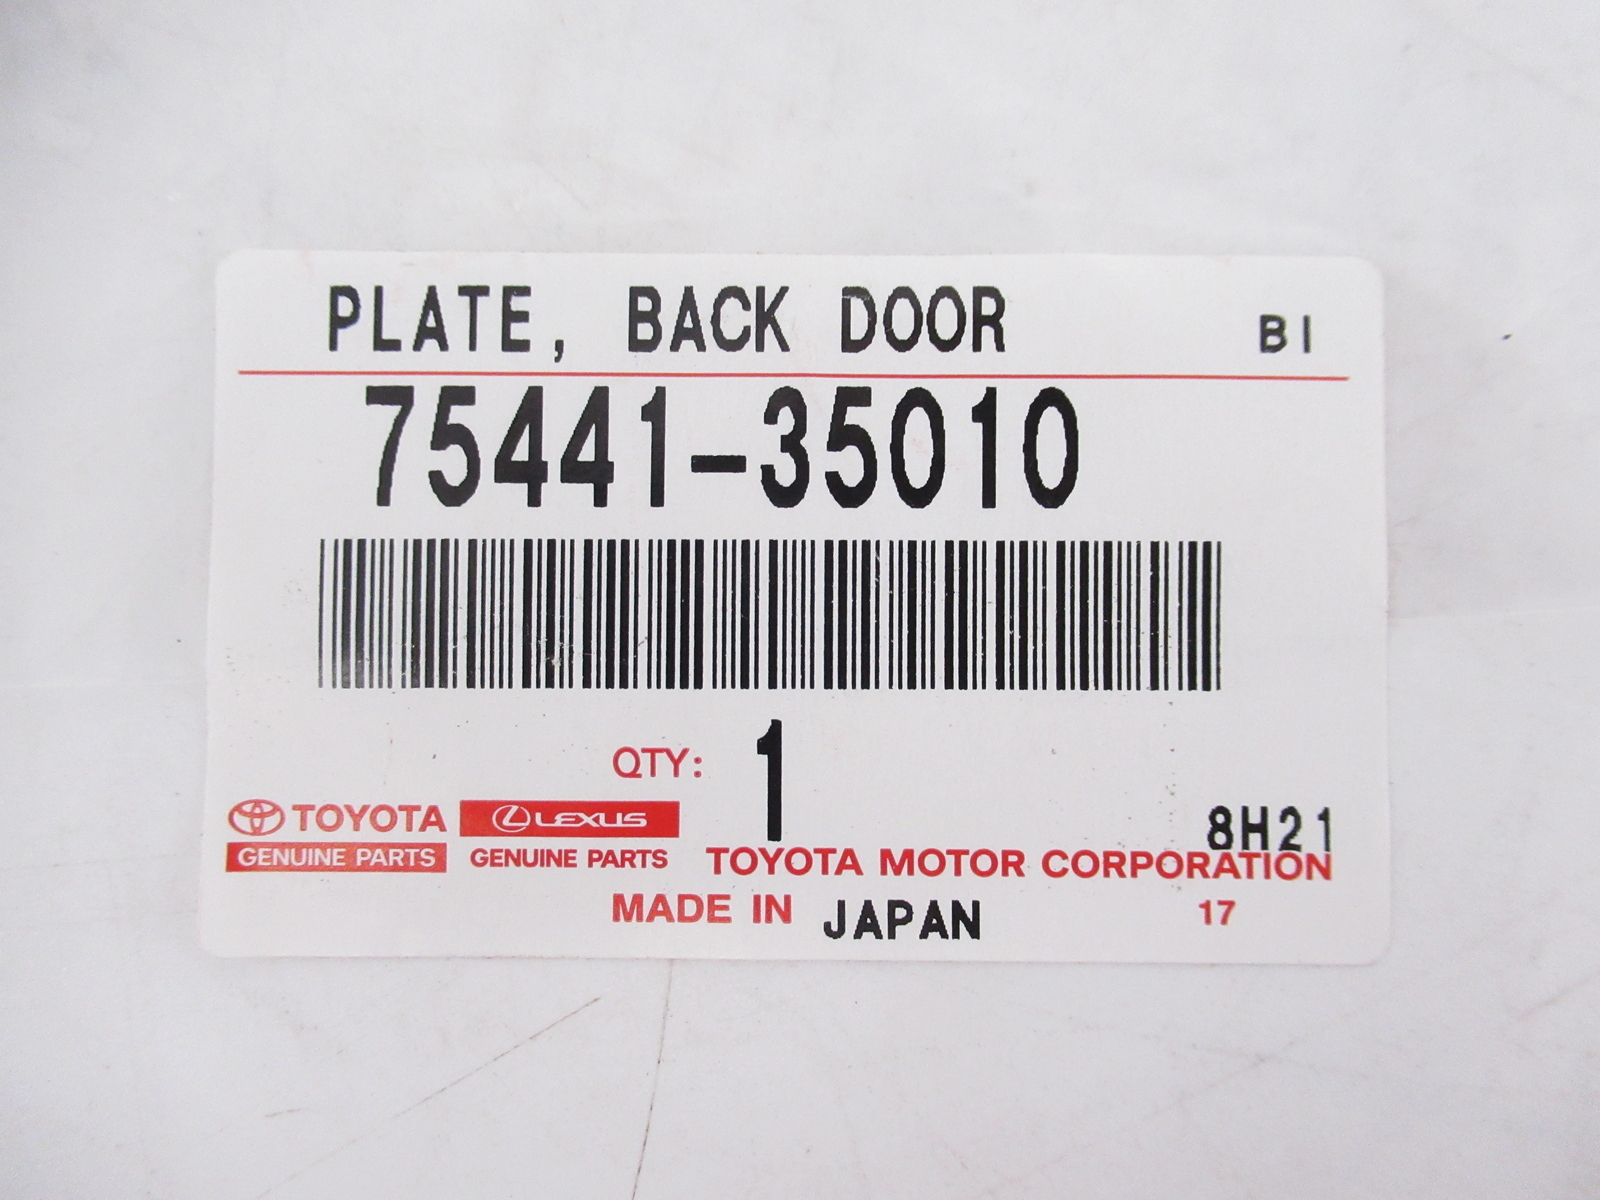 PLATE, BACK DOOR BI
75441-35010
QTY: 1
TOYOTA LEXUS 8H21
GENUINE PARTS GENUINE PARTS TOYOTA MOTOR CORPORATION
MADE IN JAPAN 17